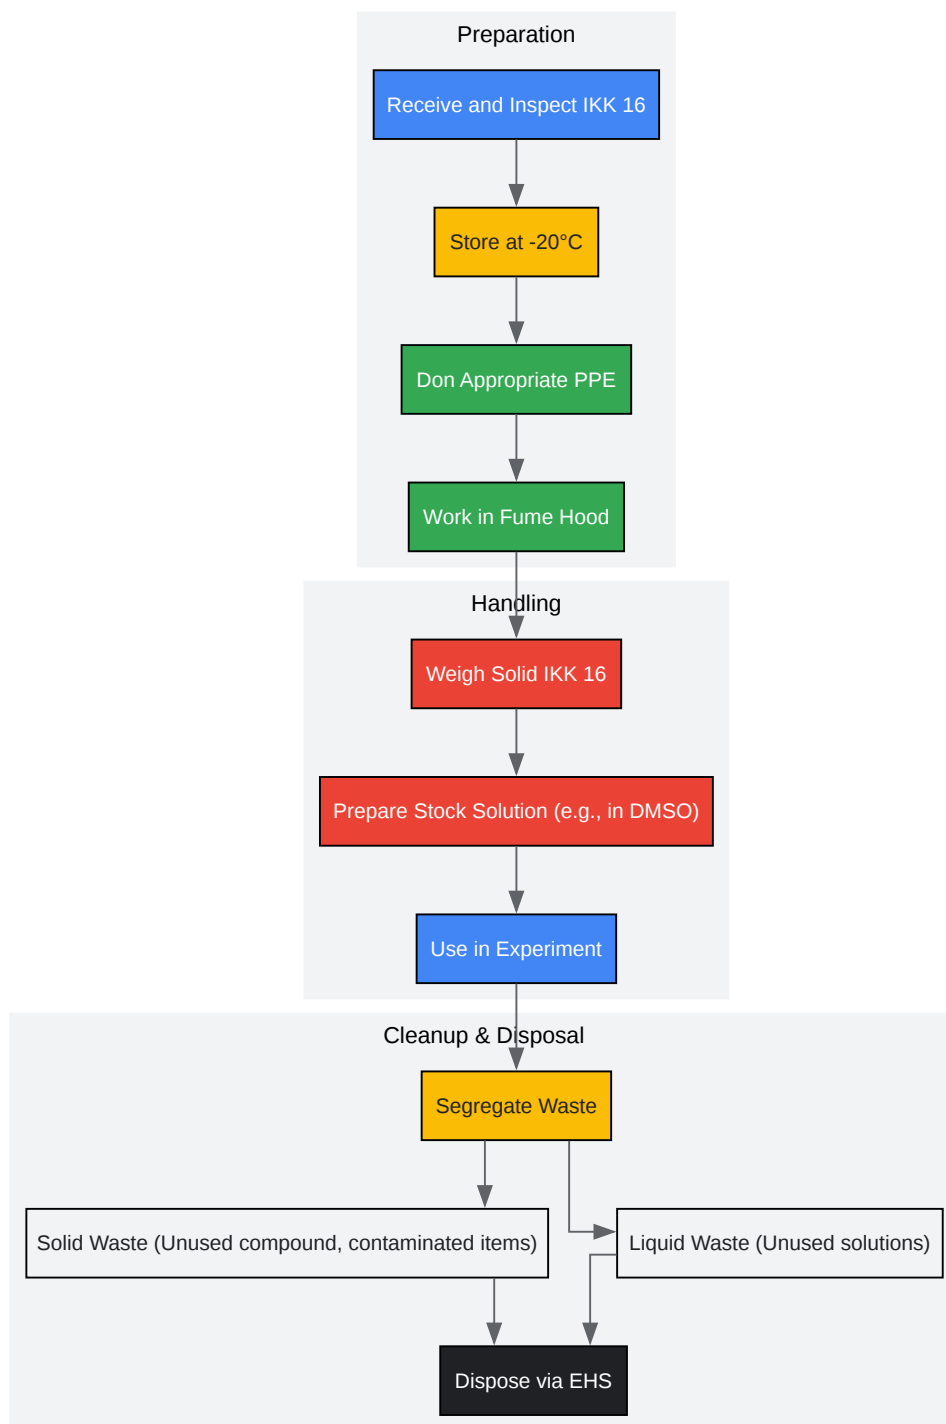 Preparation
Receive and Inspect IKK 16
Store at -20°C
Don Appropriate PPE
Work in Fume Hood
Handling
Weigh Solid IKK 16
Prepare Stock Solution (e.g., in DMSO)
Use in Experiment
Cleanup & Disposal
Segregate Waste
Solid Waste (Unused compound, contaminated items)
Liquid Waste (Unused solutions)
Dispose via EHS